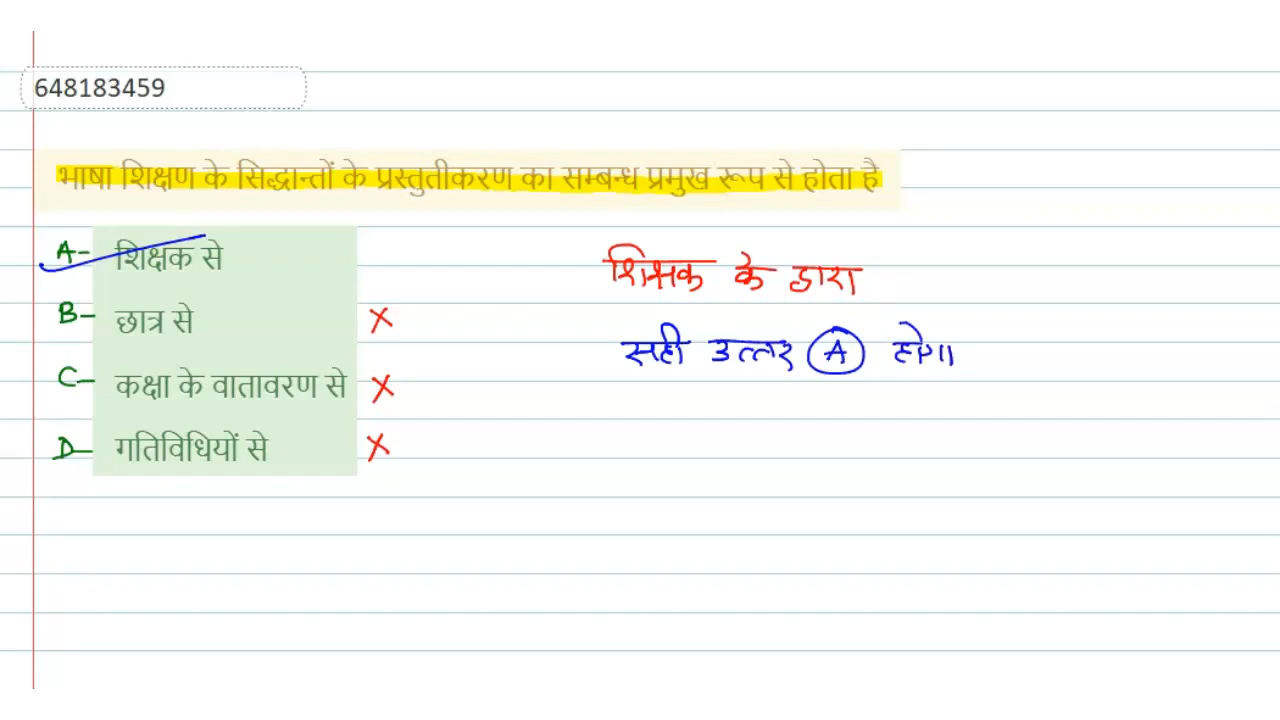 648183459
भाषा शिक्षण के सिद्धान्तों के प्रस्तुतीकरण का सम्बन्ध प्रमुख रूप से होता है
A- शिक्षक से
B- छात्र से ×
C- कक्षा के वातावरण से ×
D- गतिविधियों से ×
शिक्षक के द्वारा
सही उत्तर A होगा